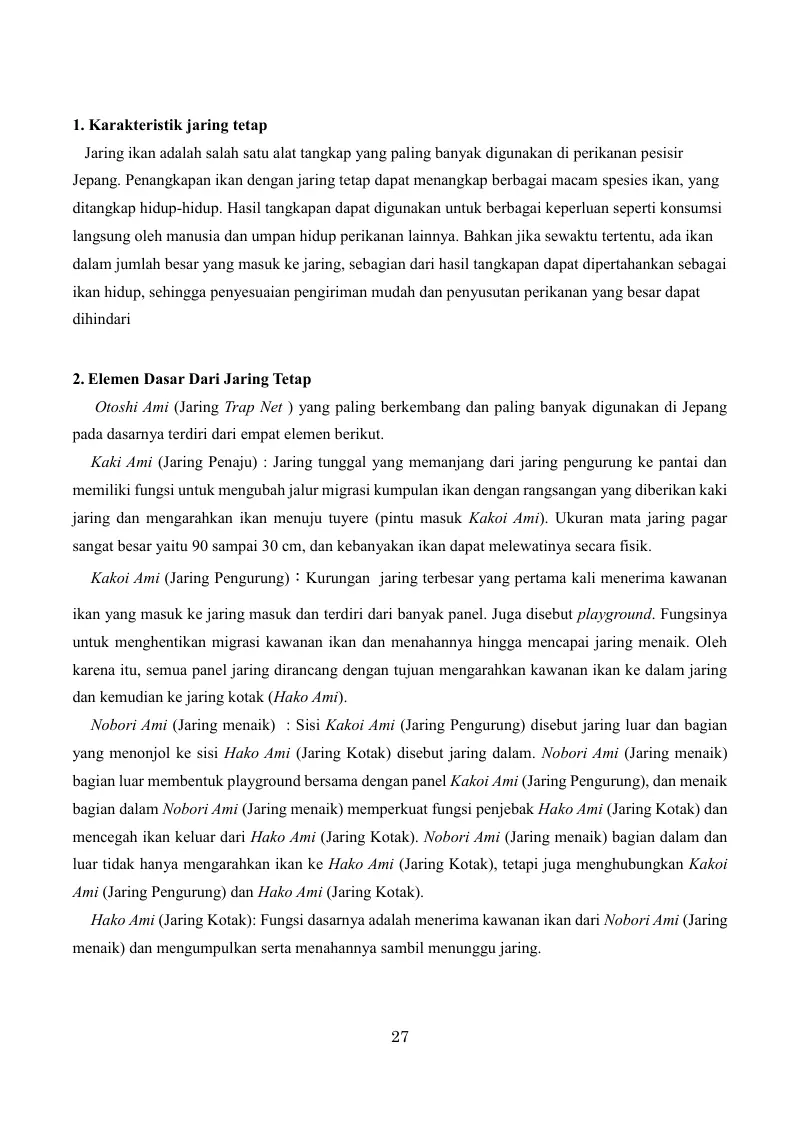 1. Karakteristik jaring tetap
Jaring ikan adalah salah satu alat tangkap yang paling banyak digunakan di perikanan pesisir
Jepang. Penangkapan ikan dengan jaring tetap dapat menangkap berbagai macam spesies ikan, yang
ditangkap hidup-hidup. Hasil tangkapan dapat digunakan untuk berbagai keperluan seperti konsumsi
langsung oleh manusia dan umpan hidup perikanan lainnya. Bahkan jika sewaktu tertentu, ada ikan
dalam jumlah besar yang masuk ke jaring, sebagian dari hasil tangkapan dapat dipertahankan sebagai
ikan hidup, sehingga penyesuaian pengiriman mudah dan penyusutan perikanan yang besar dapat
dihindari
2. Elemen Dasar Dari Jaring Tetap
Otoshi Ami (Jaring Trap Net ) yang paling berkembang dan paling banyak digunakan di Jepang
pada dasarnya terdiri dari empat elemen berikut.
Kaki Ami (Jaring Penaju) : Jaring tunggal yang memanjang dari jaring pengurung ke pantai dan
memiliki fungsi untuk mengubah jalur migrasi kumpulan ikan dengan rangsangan yang diberikan kaki
jaring dan mengarahkan ikan menuju tuyere (pintu masuk Kakoi Ami). Ukuran mata jaring pagar
sangat besar yaitu 90 sampai 30 cm, dan kebanyakan ikan dapat melewatinya secara fisik.
Kakoi Ami (Jaring Pengurung)：Kurungan jaring terbesar yang pertama kali menerima kawanan
ikan yang masuk ke jaring masuk dan terdiri dari banyak panel. Juga disebut playground. Fungsinya
untuk menghentikan migrasi kawanan ikan dan menahannya hingga mencapai jaring menaik. Oleh
karena itu, semua panel jaring dirancang dengan tujuan mengarahkan kawanan ikan ke dalam jaring
dan kemudian ke jaring kotak (Hako Ami).
Nobori Ami (Jaring menaik) : Sisi Kakoi Ami (Jaring Pengurung) disebut jaring luar dan bagian
yang menonjol ke sisi Hako Ami (Jaring Kotak) disebut jaring dalam. Nobori Ami (Jaring menaik)
bagian luar membentuk playground bersama dengan panel Kakoi Ami (Jaring Pengurung), dan menaik
bagian dalam Nobori Ami (Jaring menaik) memperkuat fungsi penjebak Hako Ami (Jaring Kotak) dan
mencegah ikan keluar dari Hako Ami (Jaring Kotak). Nobori Ami (Jaring menaik) bagian dalam dan
luar tidak hanya mengarahkan ikan ke Hako Ami (Jaring Kotak), tetapi juga menghubungkan Kakoi
Ami (Jaring Pengurung) dan Hako Ami (Jaring Kotak).
Hako Ami (Jaring Kotak): Fungsi dasarnya adalah menerima kawanan ikan dari Nobori Ami (Jaring
menaik) dan mengumpulkan serta menahannya sambil menunggu jaring.
27